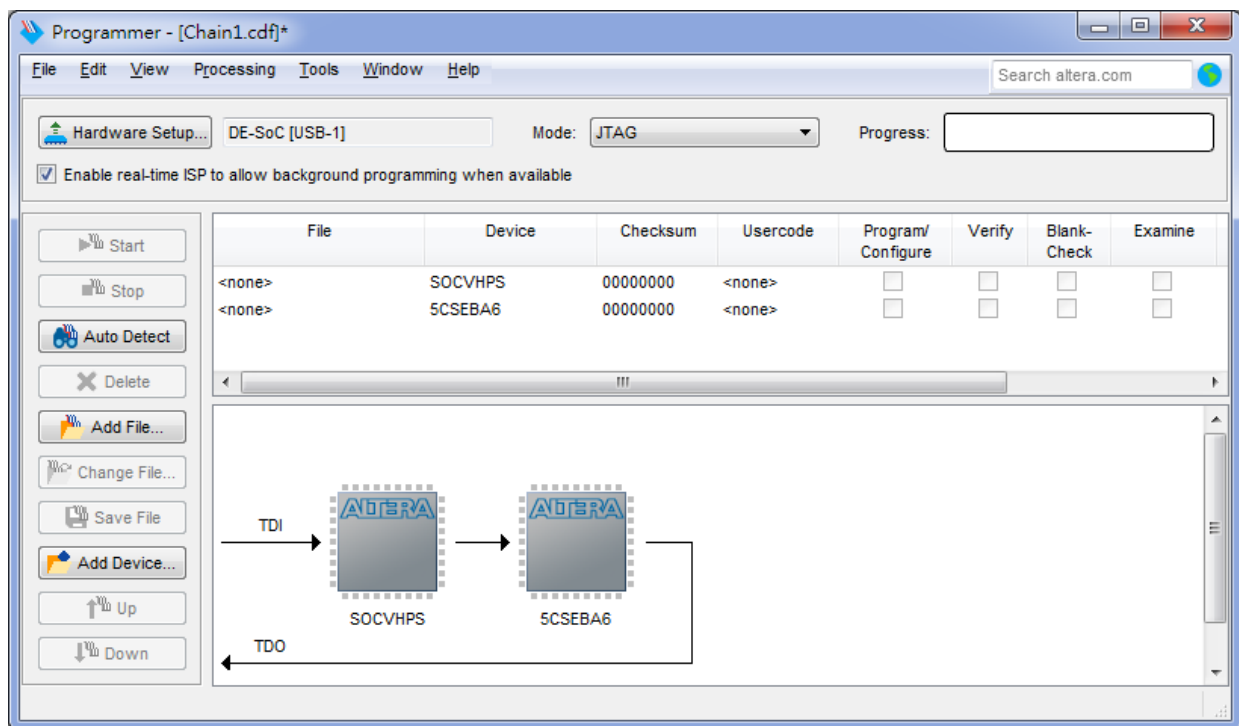 Programmer - [Chain1.cdf]*
File Edit View Processing Tools Window Help
Search altera.com
Hardware Setup... DE-SoC [USB-1] Mode: JTAG Progress:
Enable real-time ISP to allow background programming when available
Start
Stop
Auto Detect
Delete
Add File...
Change File...
Save File
Add Device...
Up
Down
File Device Checksum Usercode Program/ Verify Blank- Examine
Configure Check
<none> SOCVHPS 00000000 <none>
<none> 5CSEBA6 00000000 <none>
TDI
ALTERA
ALTERA
SOCVHPS
5CSEBA6
TDO